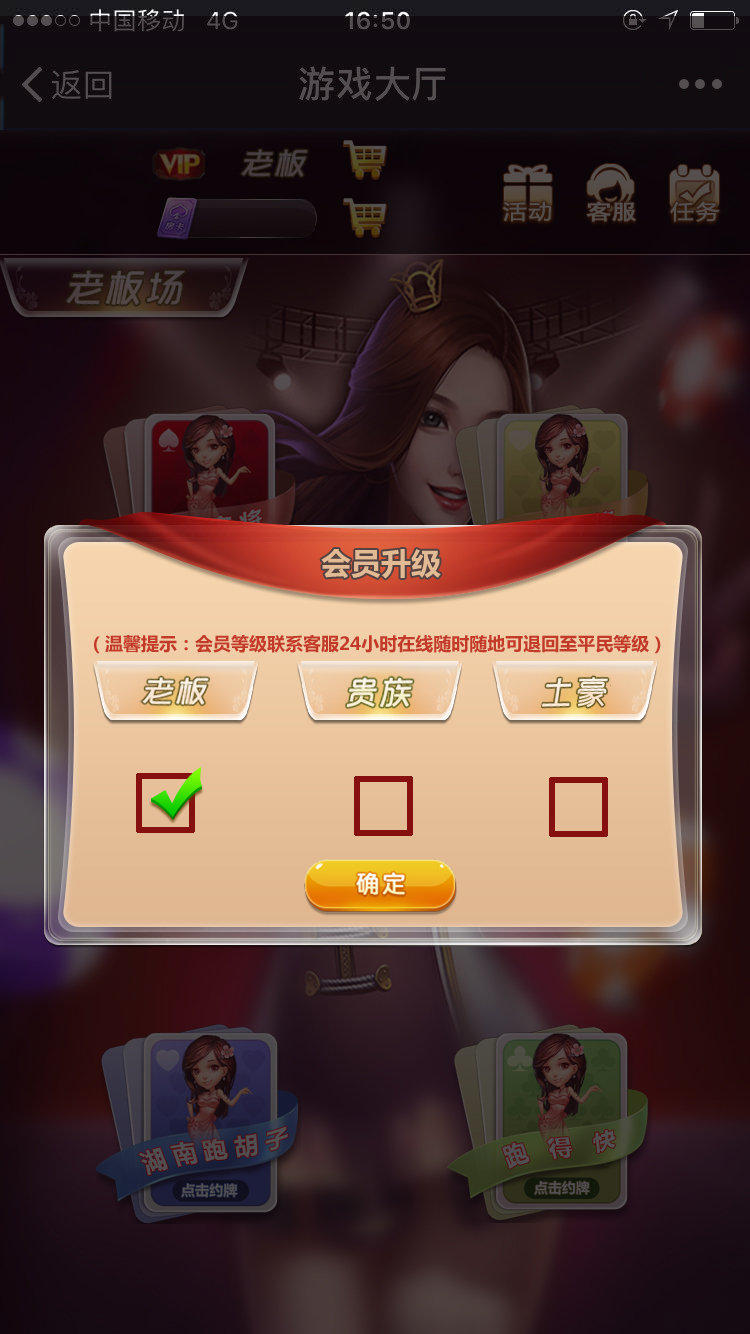 中国移动 4G 16:50
返回 游戏大厅
VIP 老板
活动 客服 任务
老板场
会员升级
（温馨提示：会员等级联系客服24小时在线随时随地可退回至平民等级）
老板 贵族 土豪
确定
湖南跑胡子 跑得快
点击约牌 点击约牌